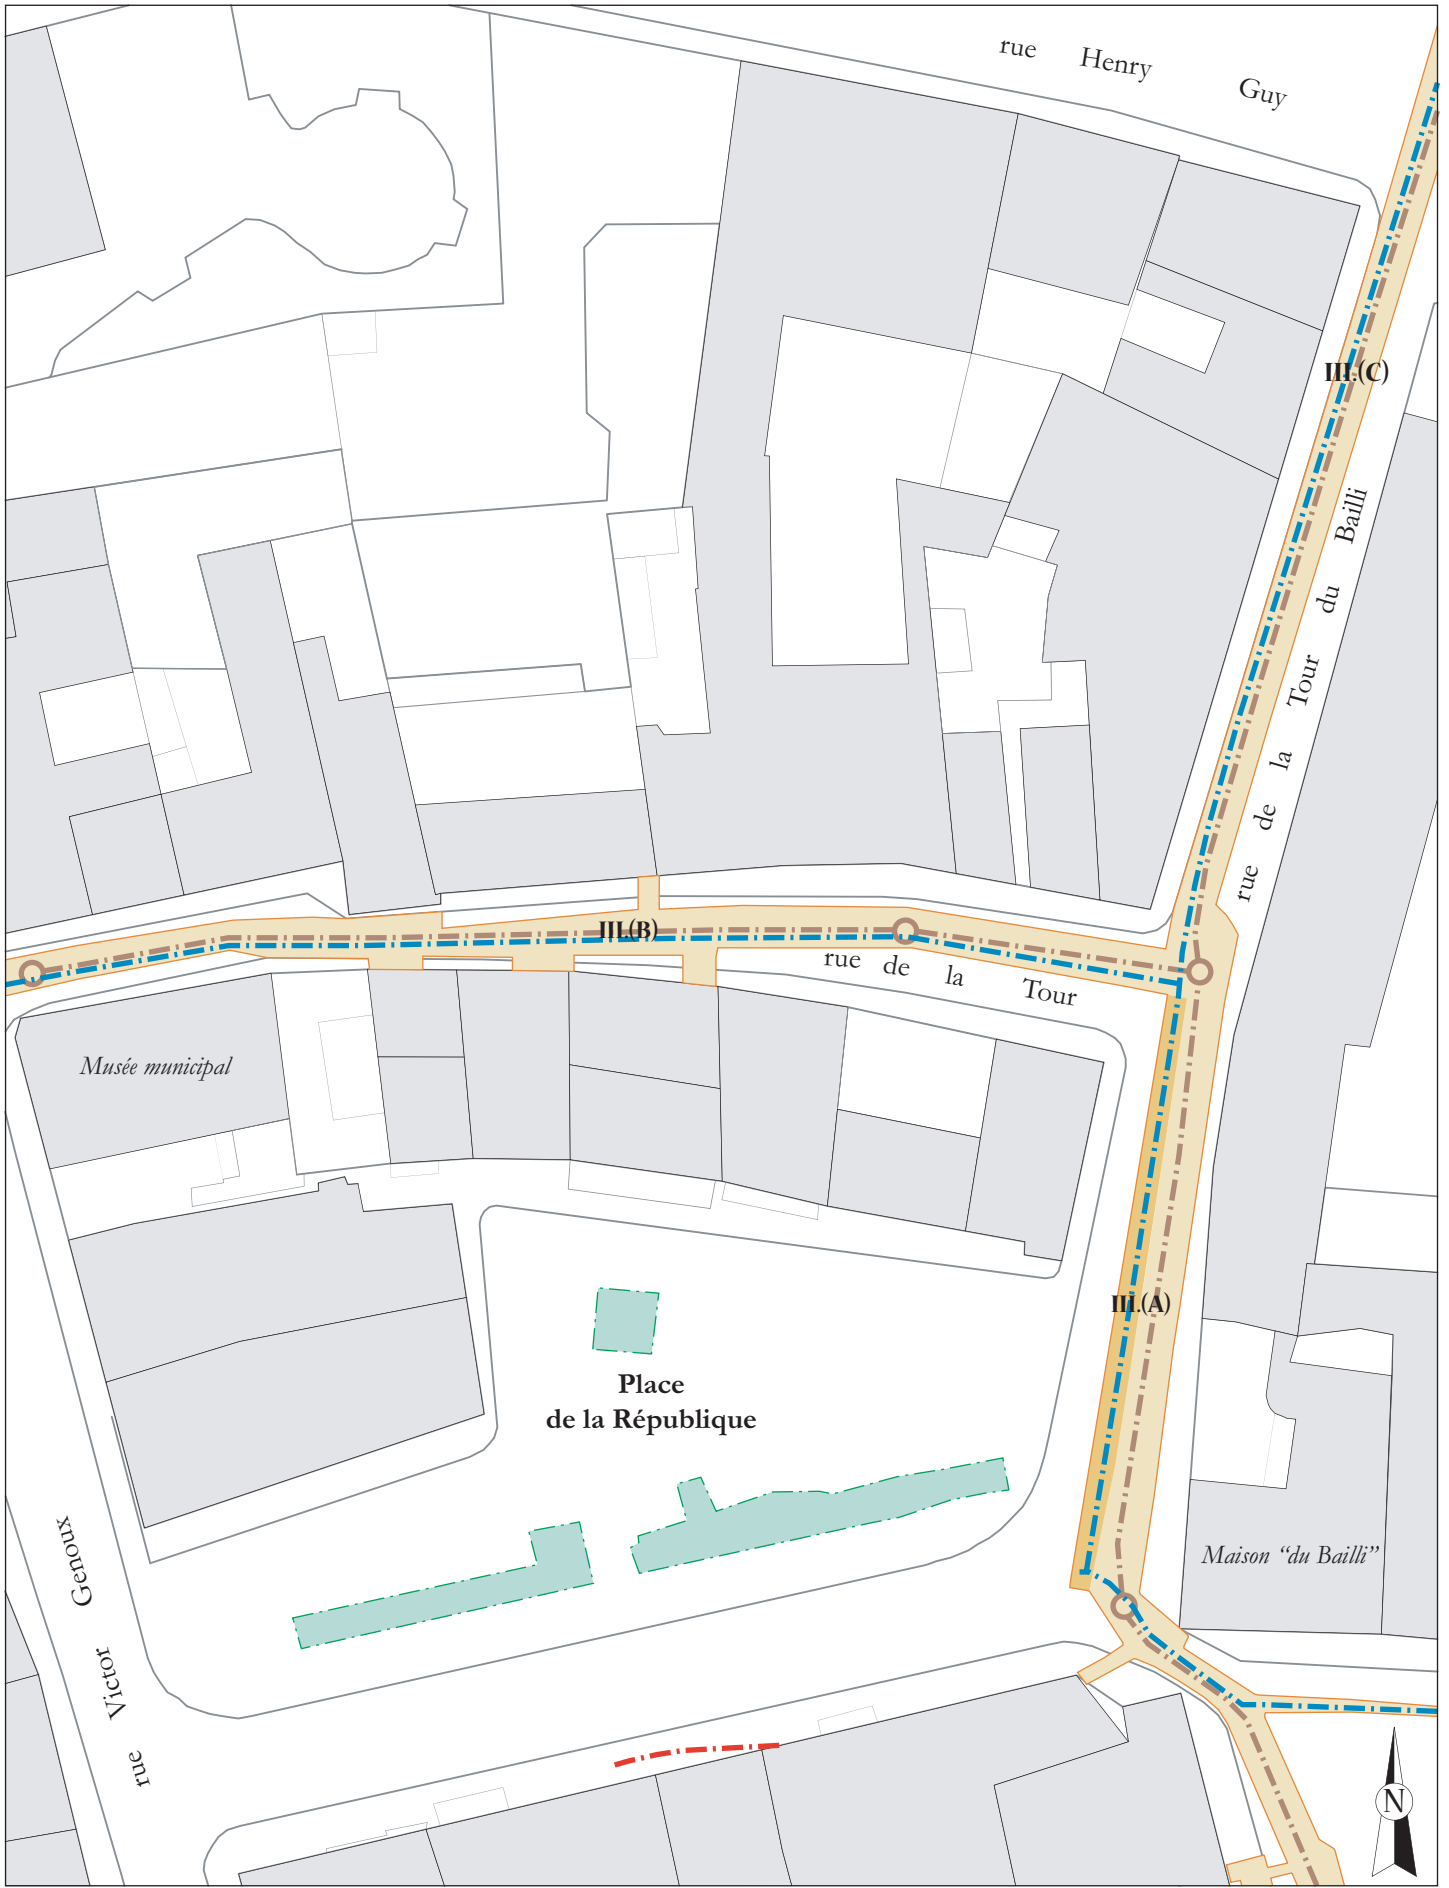 rue Henry Guy
III.(C)
rue de la Tour du Bailli
III.(B)
rue de la Tour
Musée municipal
III.(A)
Place
de la République
Maison “du Bailli”
rue Victor Genoux
N